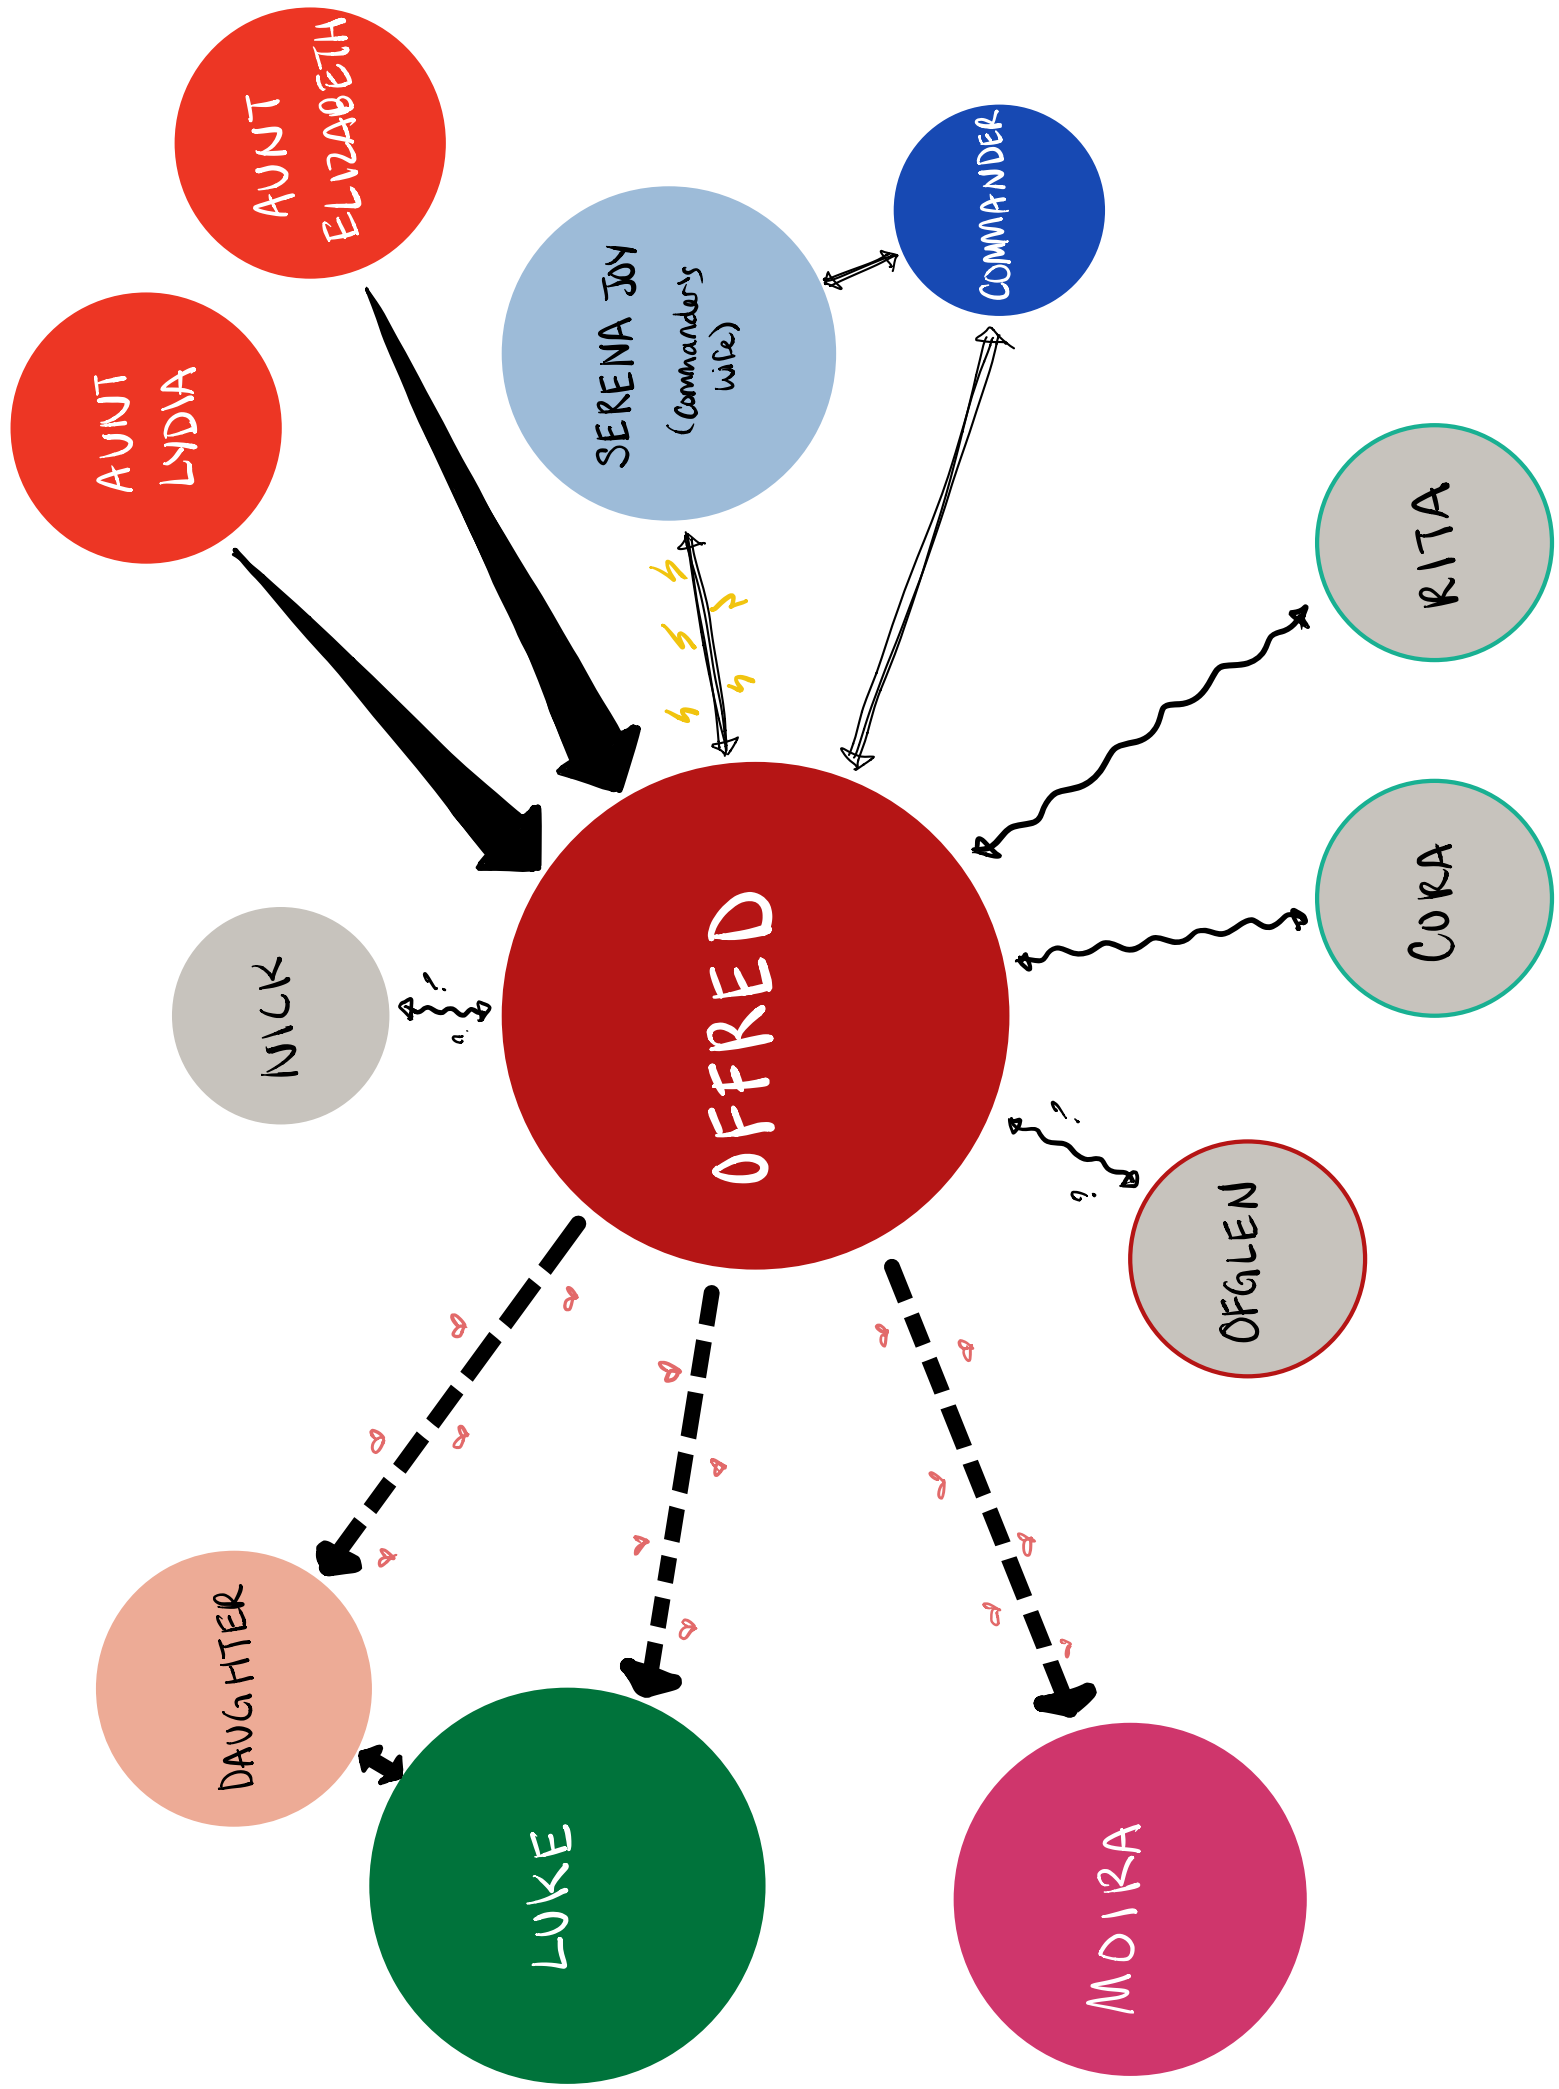 AUNT
LYDIA
AUNT
ELIZABETH
NICK
?
?
DAUGHTER
LUKE
OFFRED
SERENA JOY
(Commander's
wife)
COMMANDER
MOIRA
?
?
OFGLEN
CORA
RITA